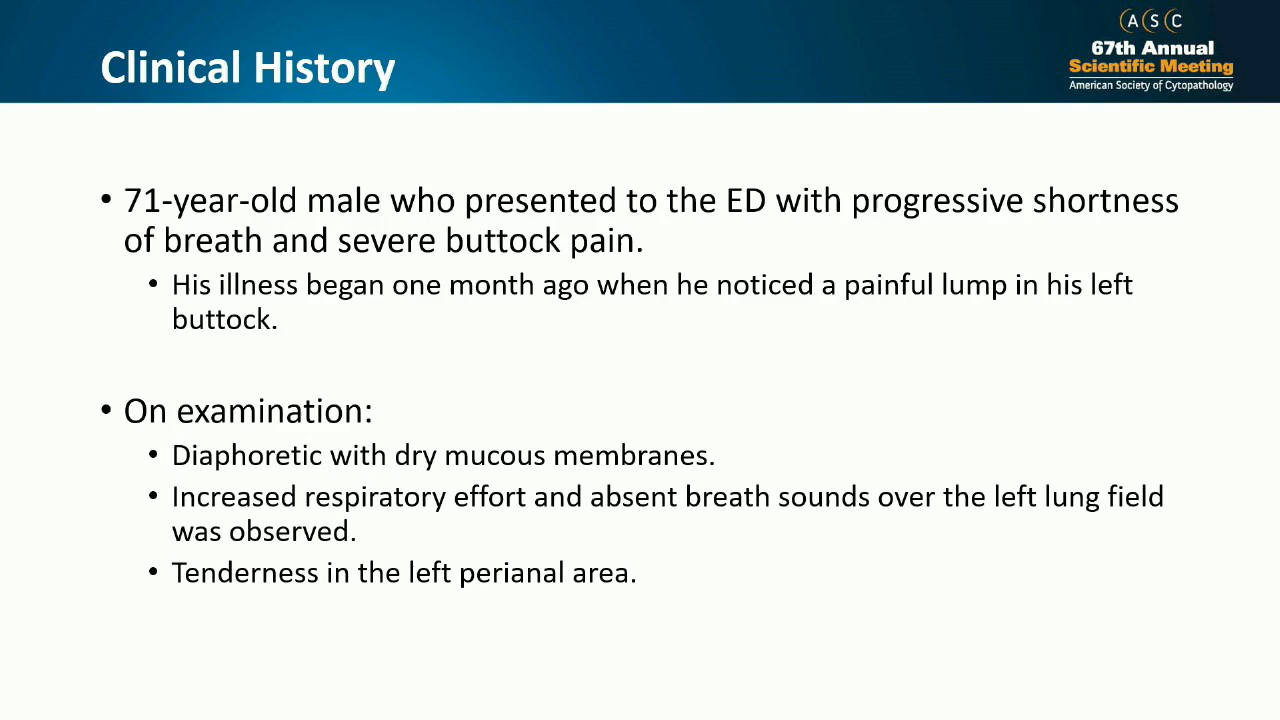 Clinical History
(A(S(C
67th Annual
Scientific Meeting
American Society of Cytopathology
• 71-year-old male who presented to the ED with progressive shortness
of breath and severe buttock pain.
• His illness began one month ago when he noticed a painful lump in his left
buttock.
• On examination:
• Diaphoretic with dry mucous membranes.
• Increased respiratory effort and absent breath sounds over the left lung field
was observed.
• Tenderness in the left perianal area.